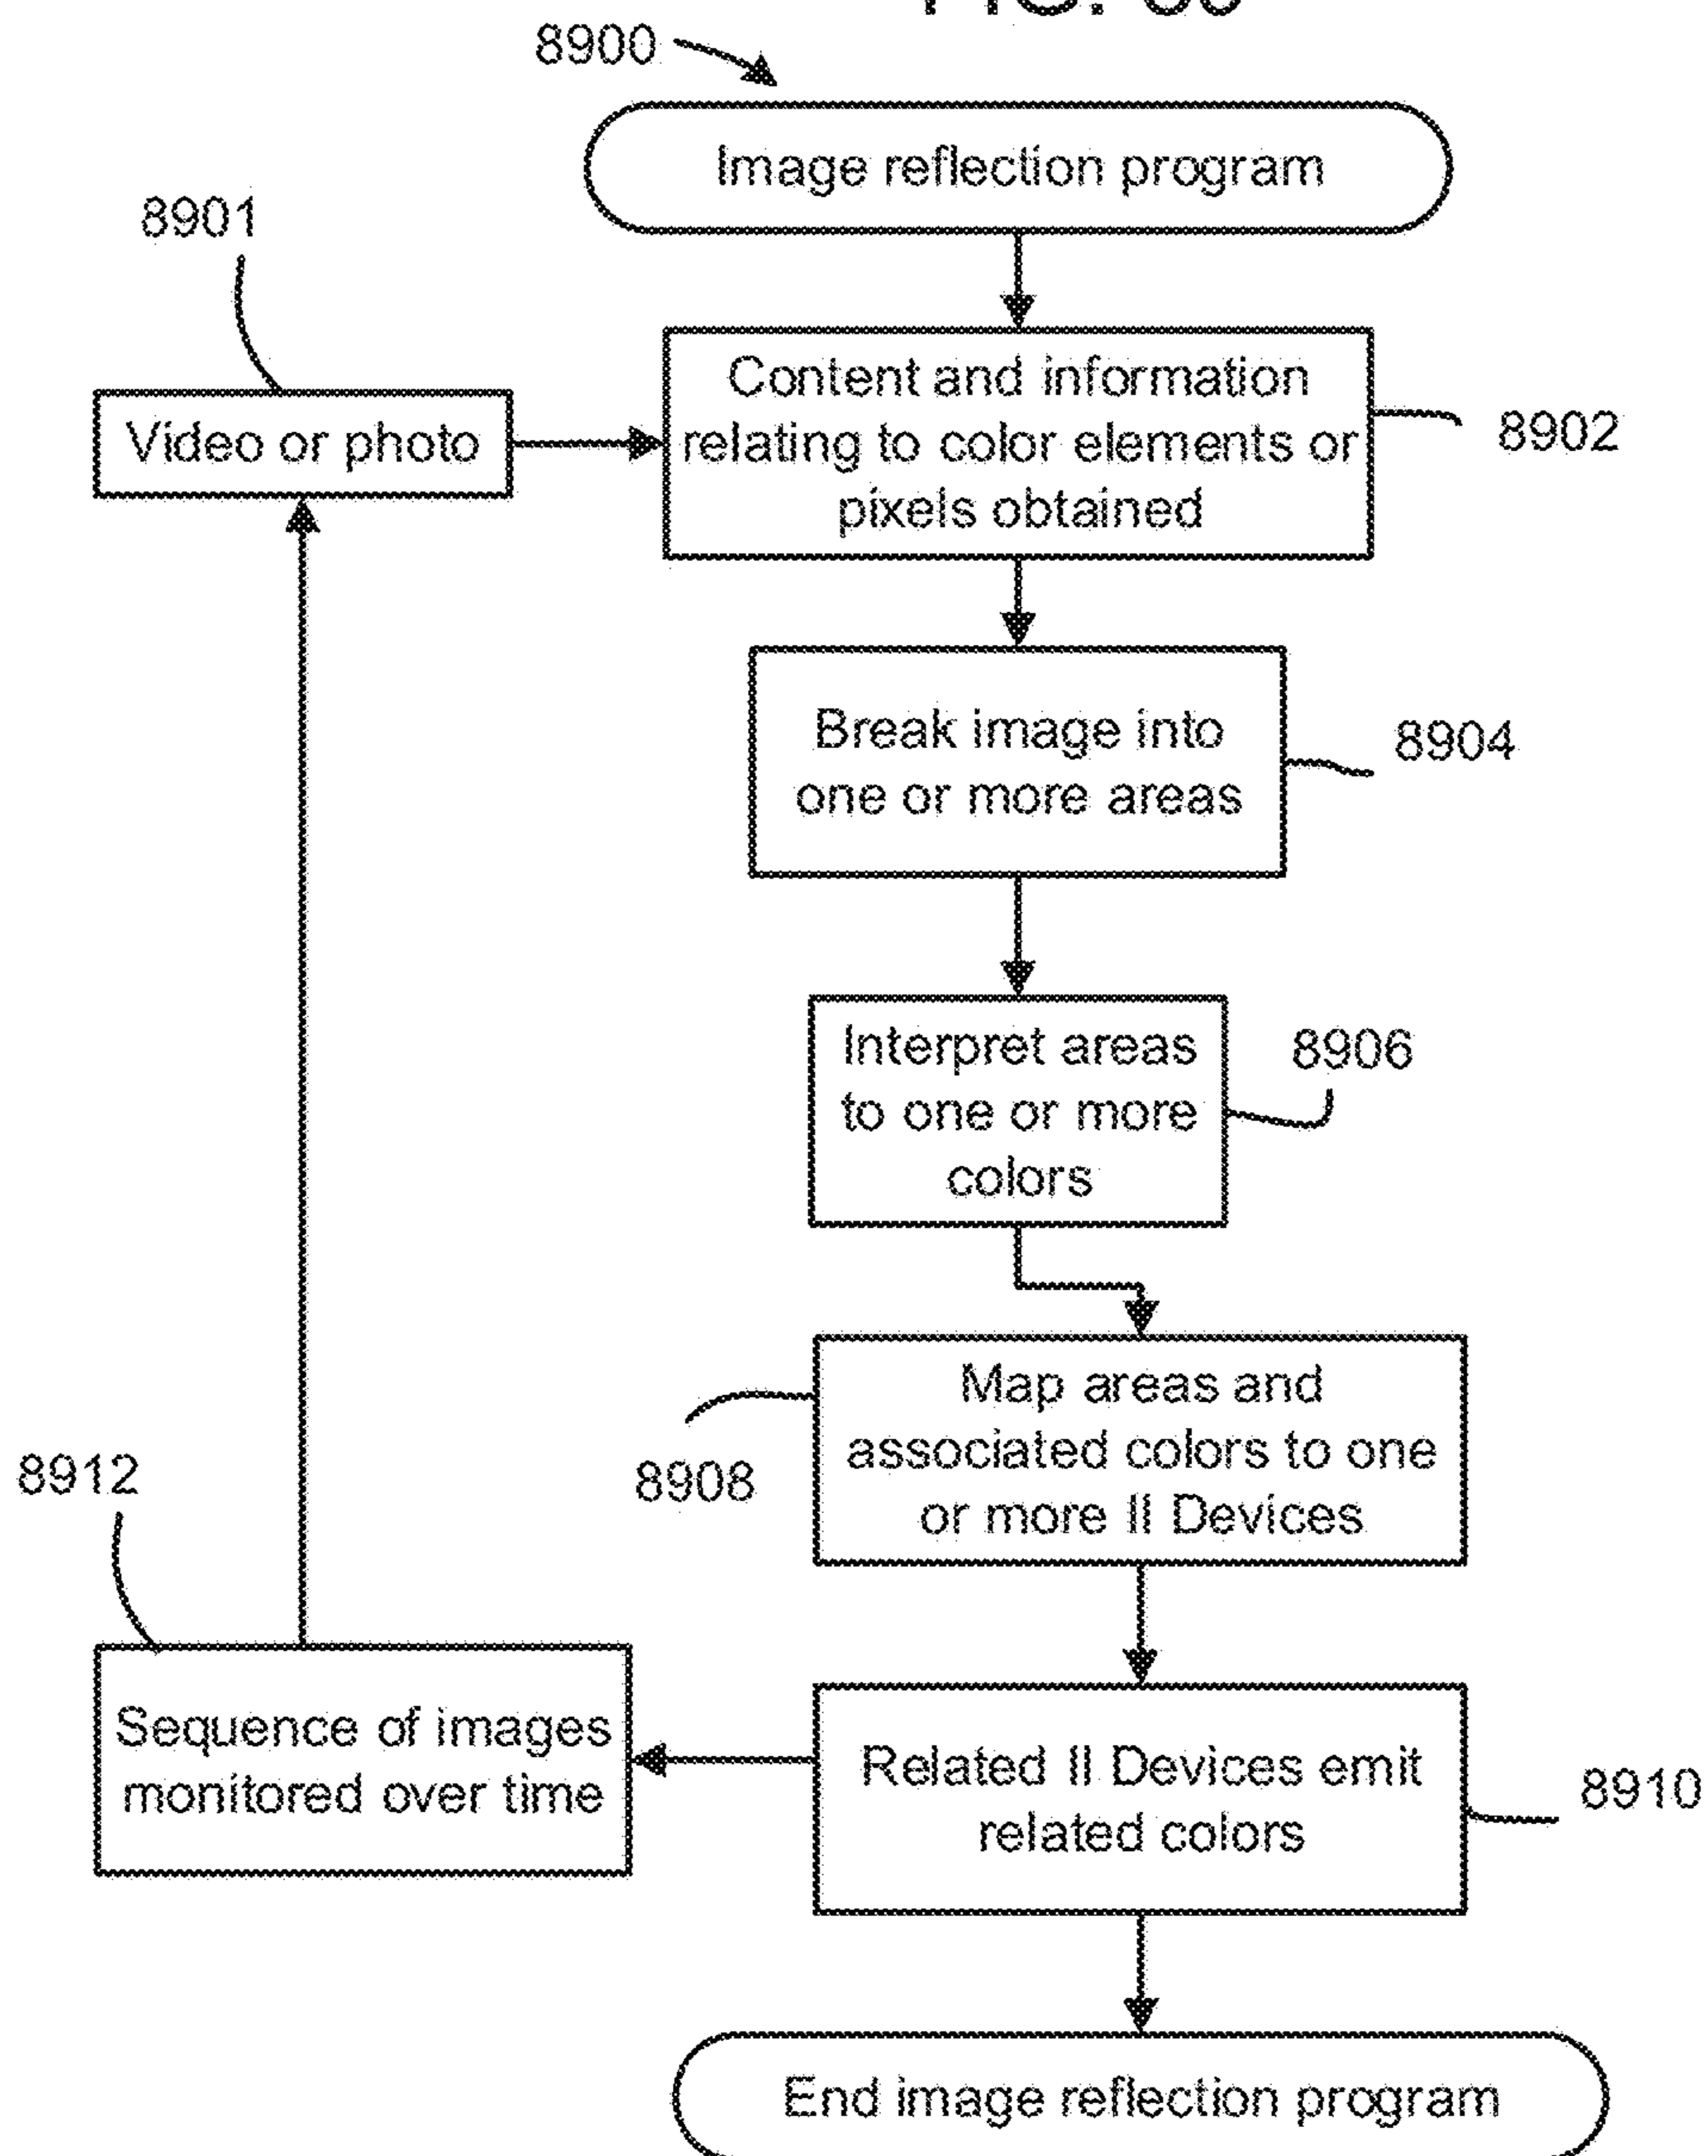 FIG.
8900
Image reflection program
8901
Video or photo
Content and information
relating to color elements or
pixels obtained
8902
Break image into
one or more areas
8904
Interpret areas
to one or more
colors
8906
Map areas and
associated colors to one
or more II Devices
8908
8912
Sequence of images
monitored over time
Related II Devices emit
related colors
8910
End image reflection program